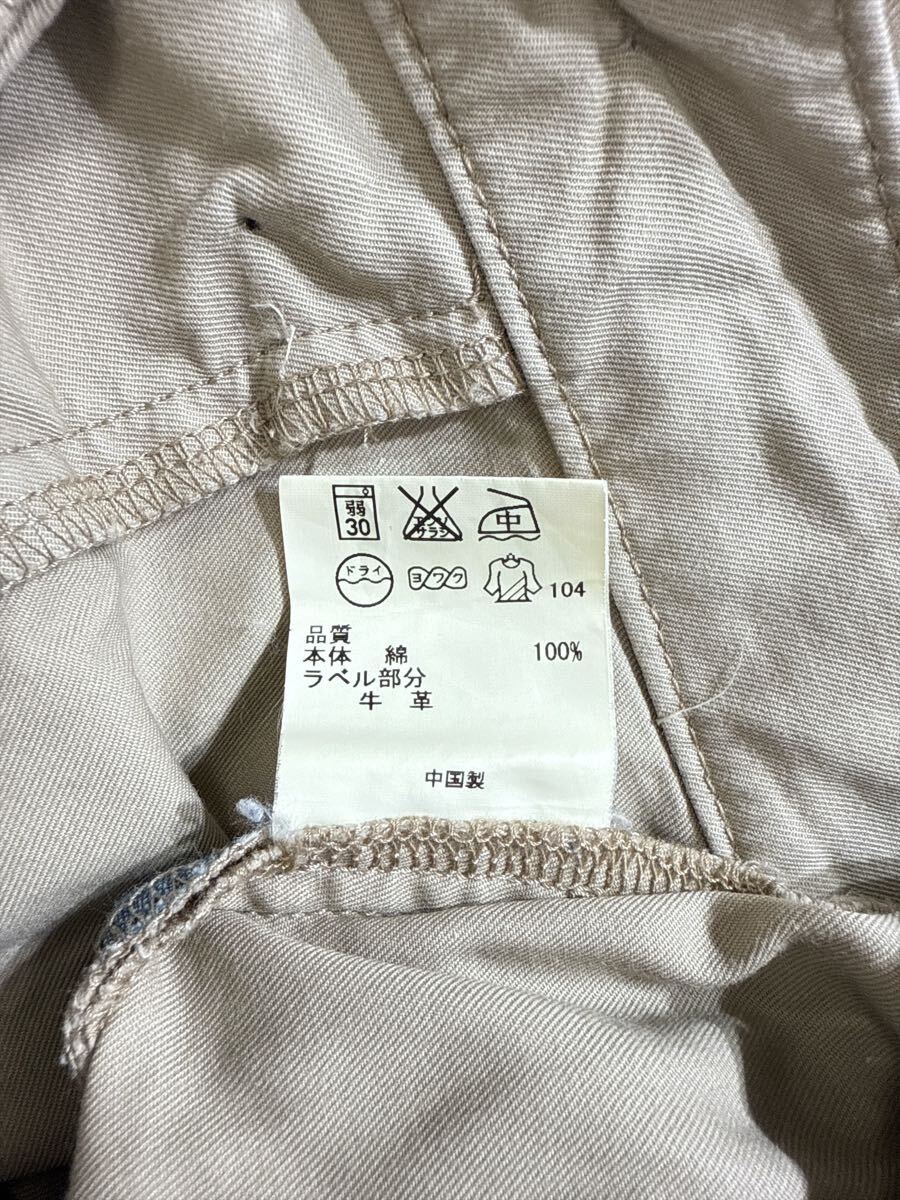 弱
30
エンソ
サラシ
中
ドライ
ヨワク
104
品質
本体 綿 100%
ラベル部分
牛 革
中国製